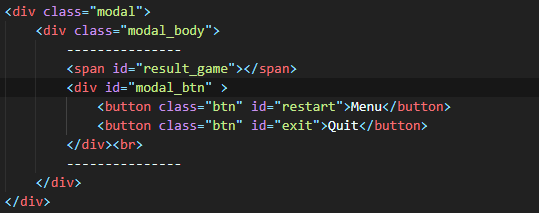 <div class="modal">
<div class="modal_body">
---------------
<span id="result_game"></span>
<div id="modal_btn" >
<button class="btn" id="restart">Menu</button>
<button class="btn" id="exit">Quit</button>
</div><br>
---------------
</div>
</div>